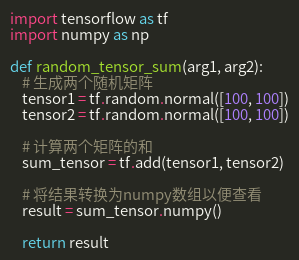 import tensorflow as tf
import numpy as np
def random_tensor_sum(arg1, arg2):
# 生成两个随机矩阵
tensor1 = tf.random.normal([100, 100])
tensor2 = tf.random.normal([100, 100])
# 计算两个矩阵的和
sum_tensor = tf.add(tensor1, tensor2)
# 将结果转换为numpy数组以便查看
result = sum_tensor.numpy()
return result